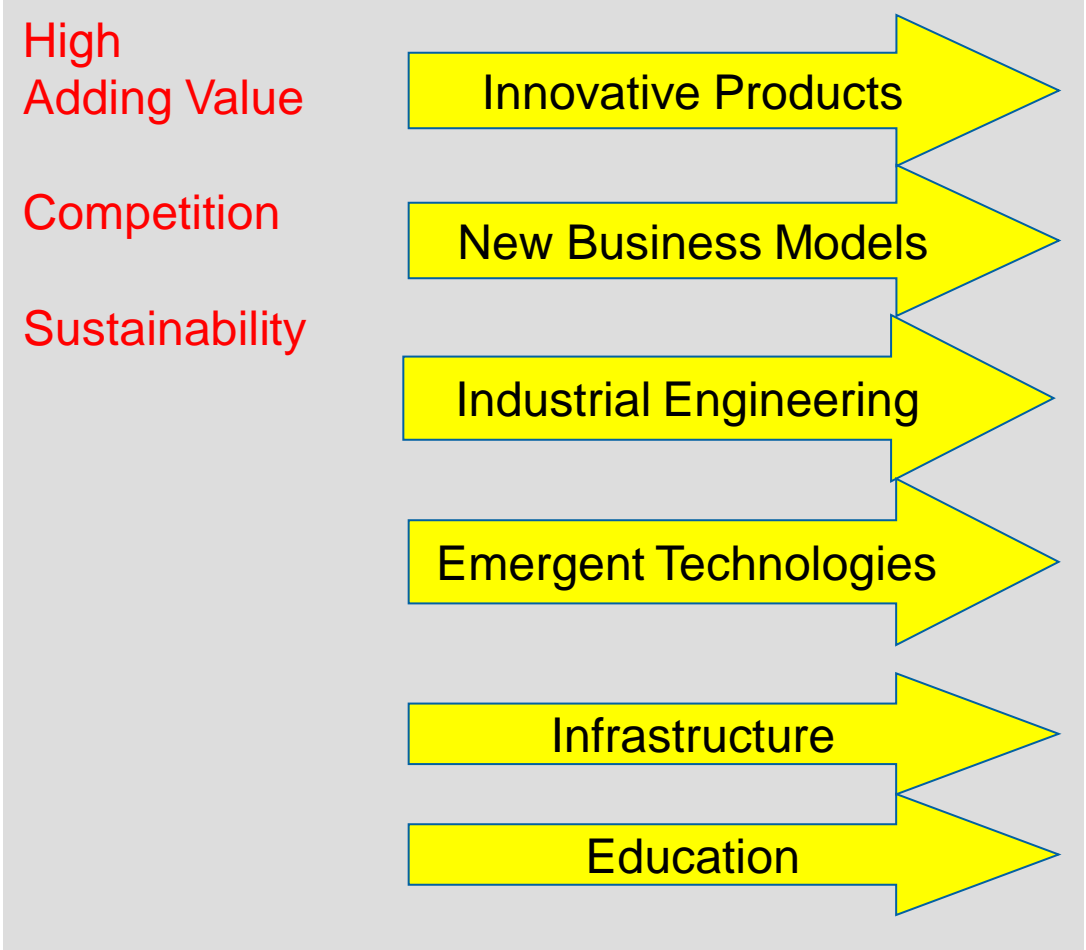 High
Adding Value
Competition
Sustainability
Innovative Products
New Business Models
Industrial Engineering
Emergent Technologies
Infrastructure
Education